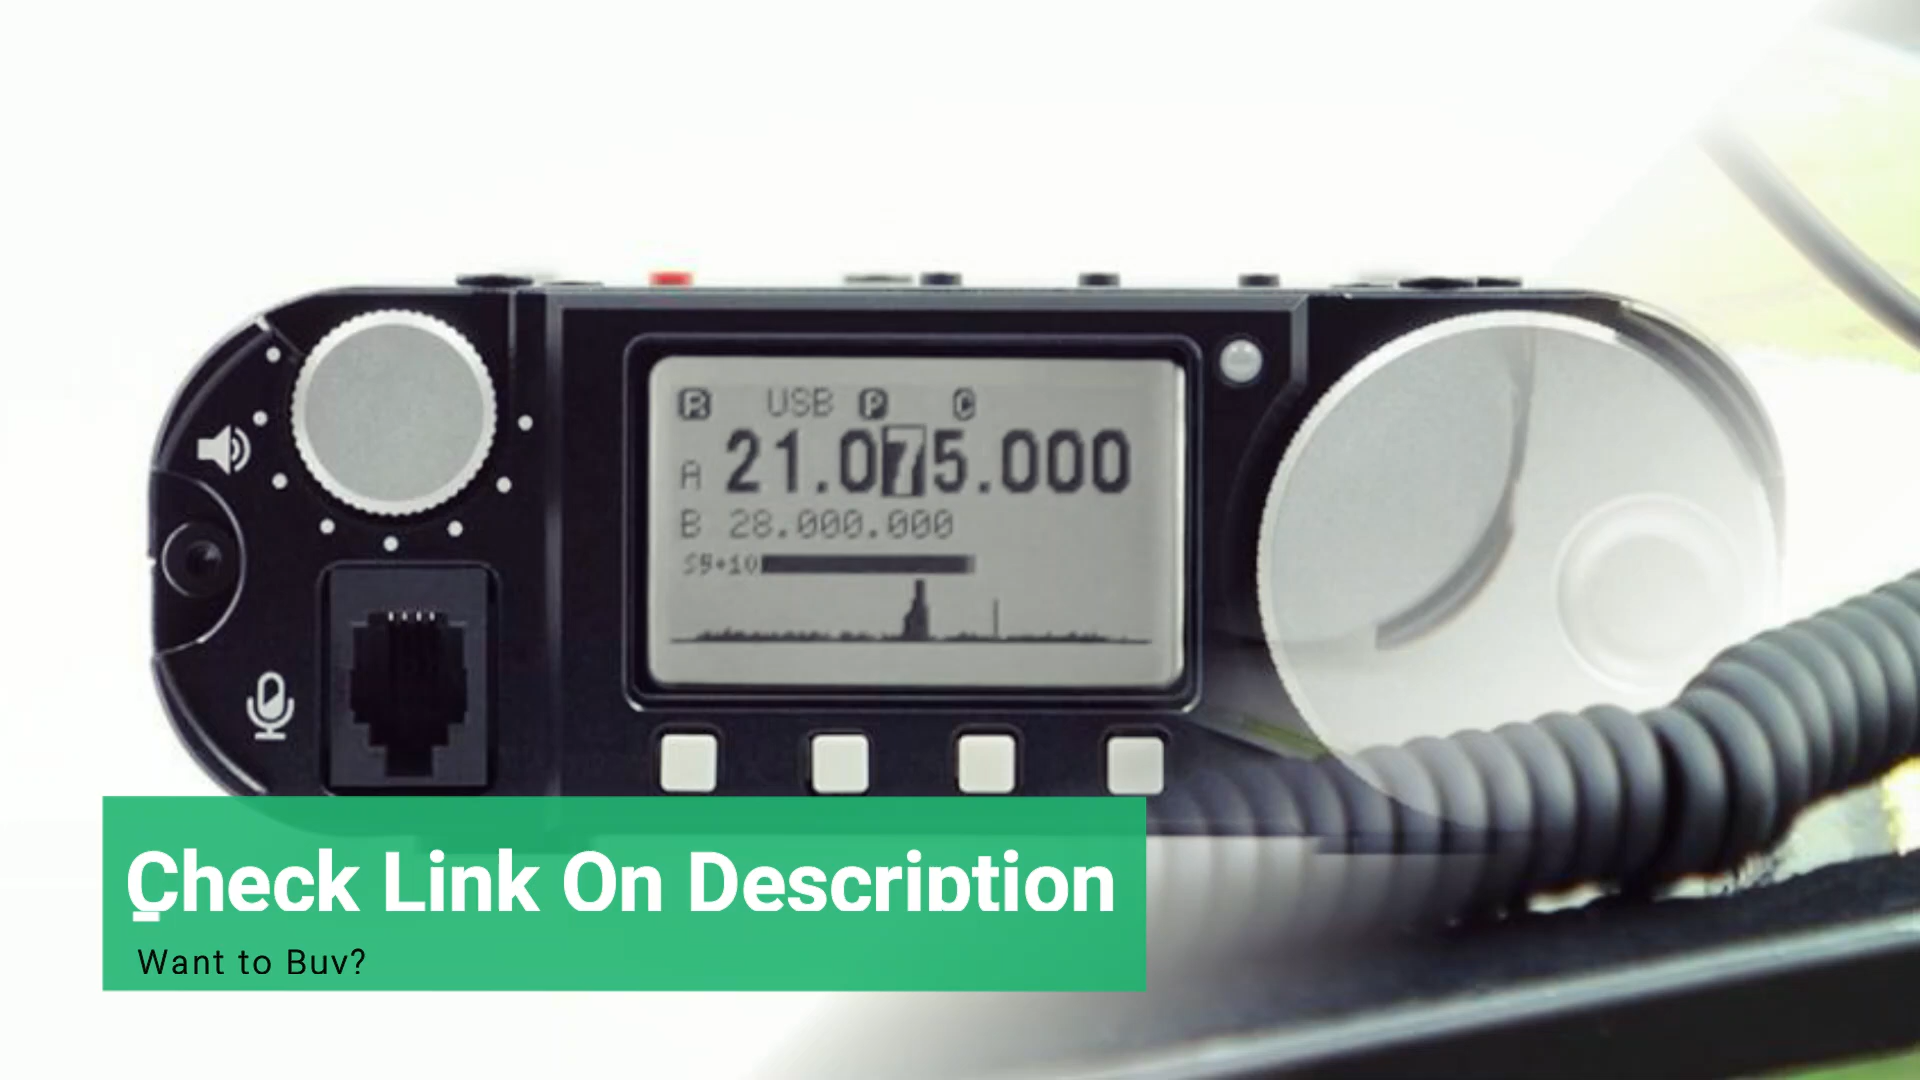 R USB P C
A 21.075.000
B 28.000.000
S9+10
Check Link On Description
Want to Buy?